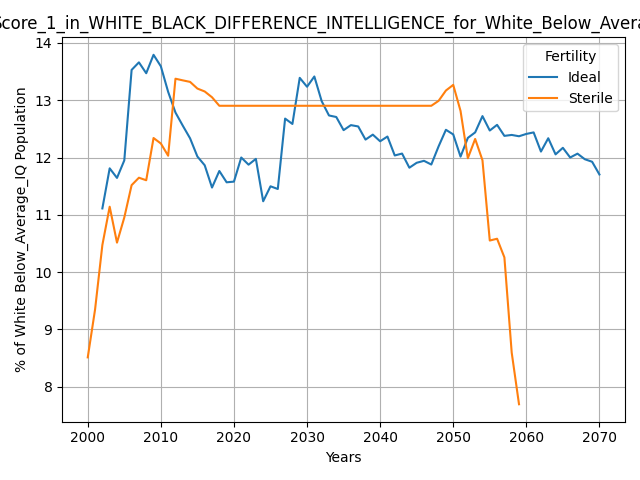 Score_1_in_WHITE_BLACK_DIFFERENCE_INTELLIGENCE_for_White_Below_Avera
Fertility
Ideal
Sterile
14
13
12
11
10
9
8
% of White Below_Average_IQ Population
2000 2010 2020 2030 2040 2050 2060 2070
Years